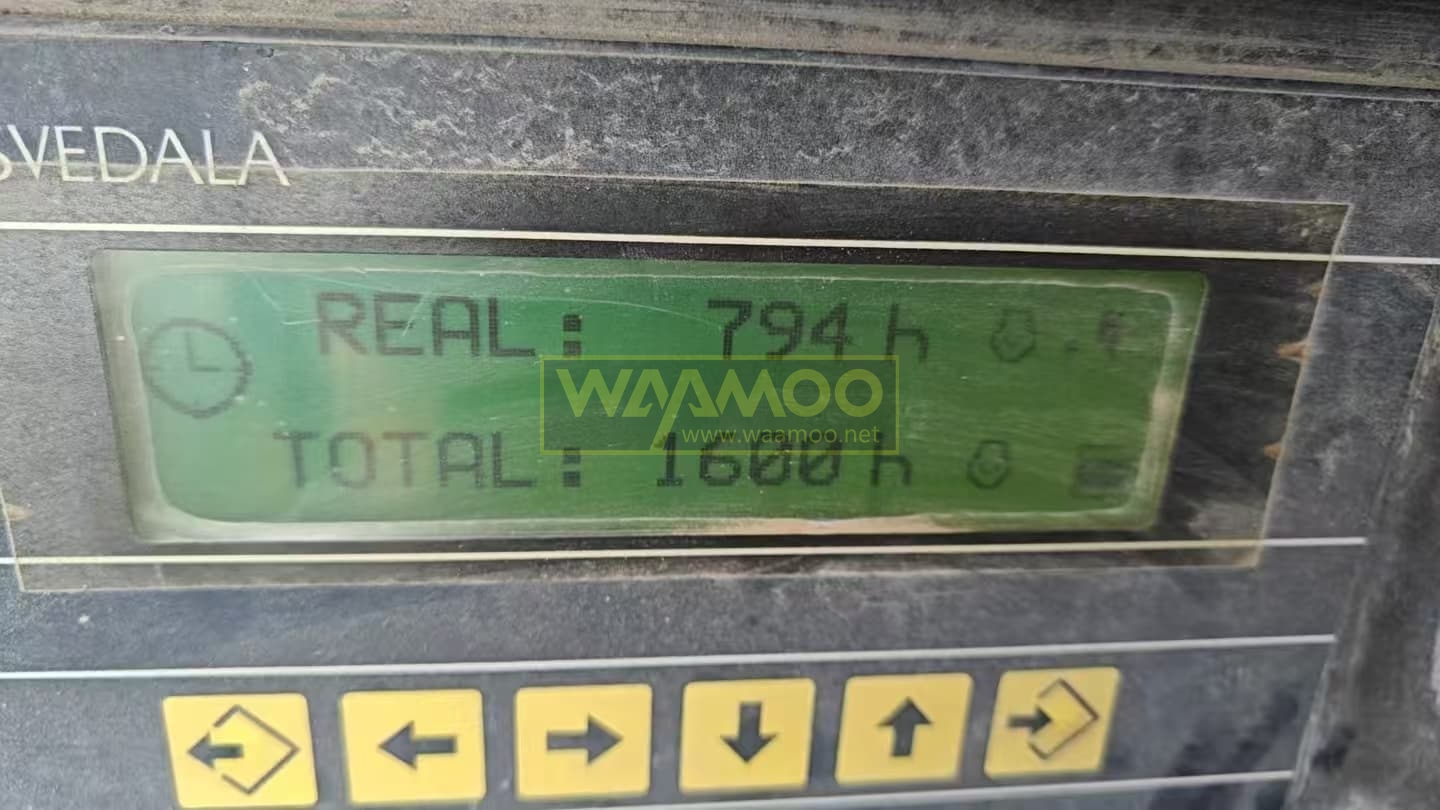 SVEDALA
REAL: 794 h
WAAMOO
www.waamoo.net
TOTAL: 1600 h